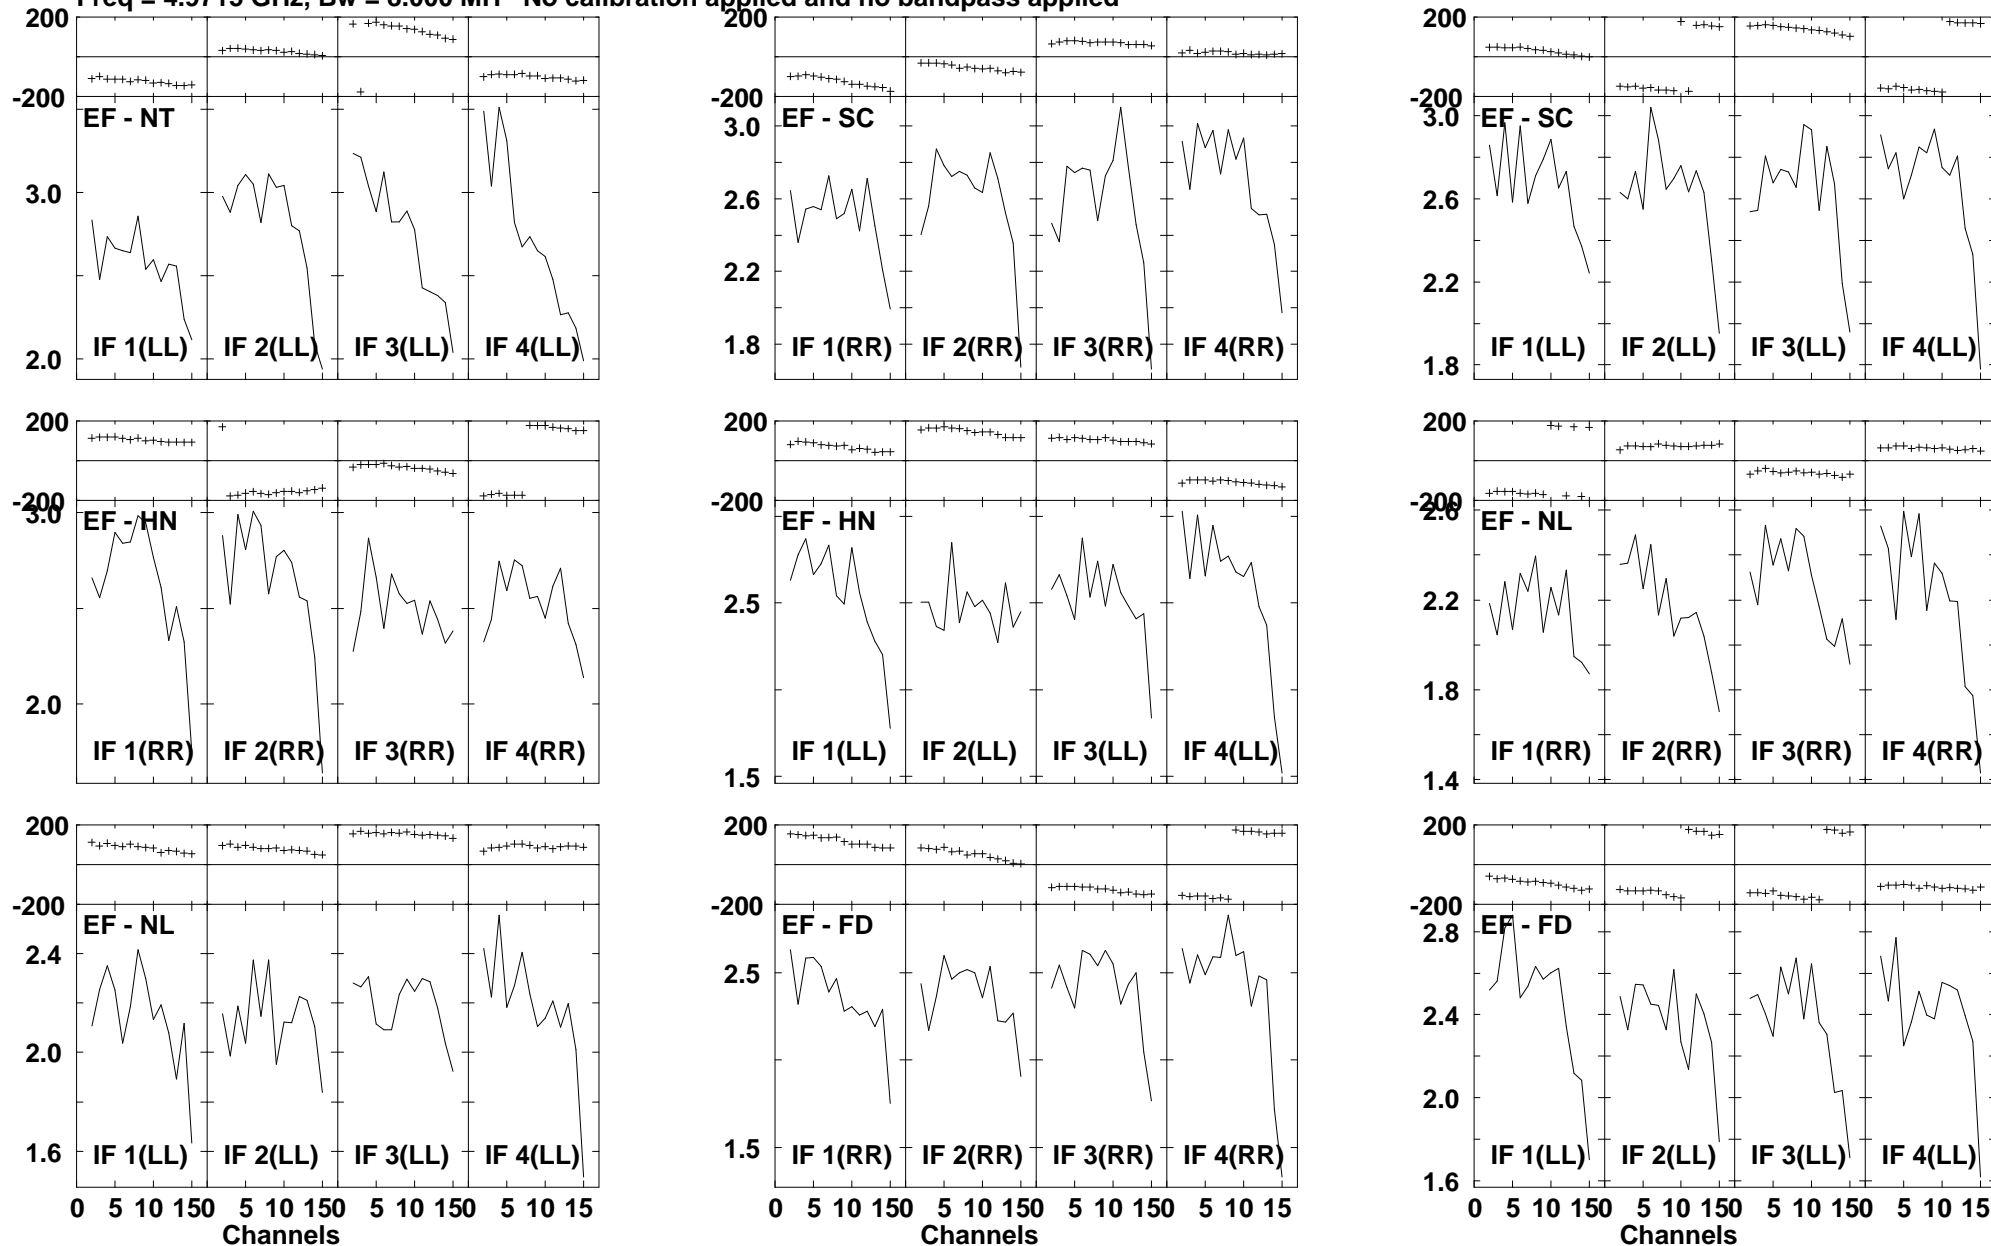 No calibration applied and no bandpass applied
200 200 200
-200 -200 -200
EF - NT EF - SC EF - SC
3.0 3.0
3.0 2.6 2.6
2.2 2.2
2.0 1.8 1.8
IF 1(LL) IF 2(LL) IF 3(LL) IF 4(LL) IF 1(RR) IF 2(RR) IF 3(RR) IF 4(RR) IF 1(LL) IF 2(LL) IF 3(LL) IF 4(LL)
200 200 200
-200 -200 -200
3.0 2.6
EF - HN EF - HN EF - NL
2.5 2.2
2.0 1.8
1.5 1.4
IF 1(RR) IF 2(RR) IF 3(RR) IF 4(RR) IF 1(LL) IF 2(LL) IF 3(LL) IF 4(LL) IF 1(RR) IF 2(RR) IF 3(RR) IF 4(RR)
200 200 200
-200 -200 -200
EF - NL EF - FD EF - FD
2.4 2.5 2.8
2.0 2.4
2.0
1.6 1.5 1.6
IF 1(LL) IF 2(LL) IF 3(LL) IF 4(LL) IF 1(RR) IF 2(RR) IF 3(RR) IF 4(RR) IF 1(LL) IF 2(LL) IF 3(LL) IF 4(LL)
0 5 10 150 5 10 150 5 10 150 5 10 15 0 5 10 150 5 10 150 5 10 150 5 10 15 0 5 10 150 5 10 150 5 10 150 5 10 15
Channels Channels Channels